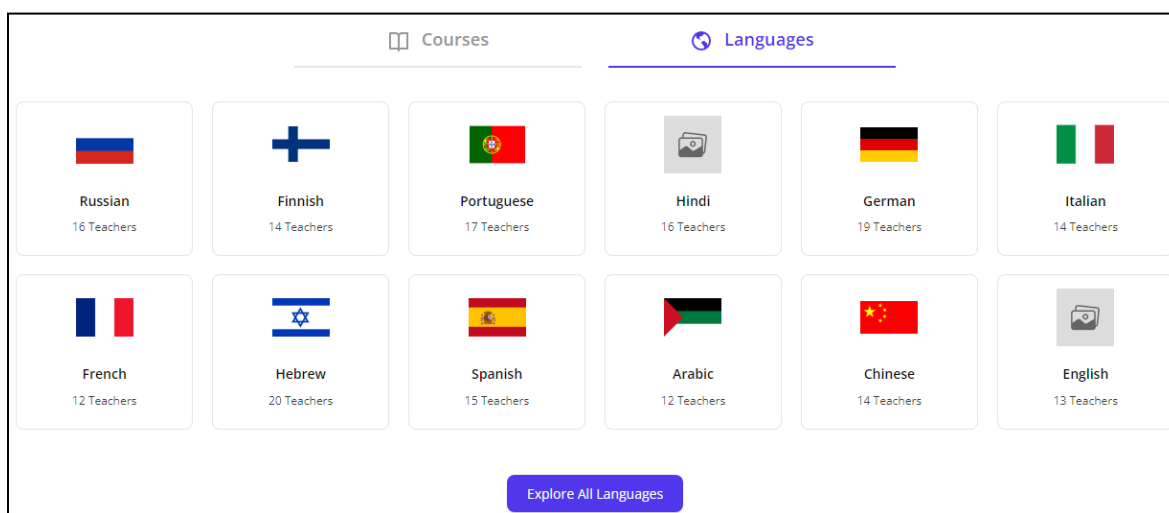 Courses
Languages
Russian
16 Teachers
Finnish
14 Teachers
Portuguese
17 Teachers
Hindi
16 Teachers
German
19 Teachers
Italian
14 Teachers
French
12 Teachers
Hebrew
20 Teachers
Spanish
15 Teachers
Arabic
12 Teachers
Chinese
14 Teachers
English
13 Teachers
Explore All Languages